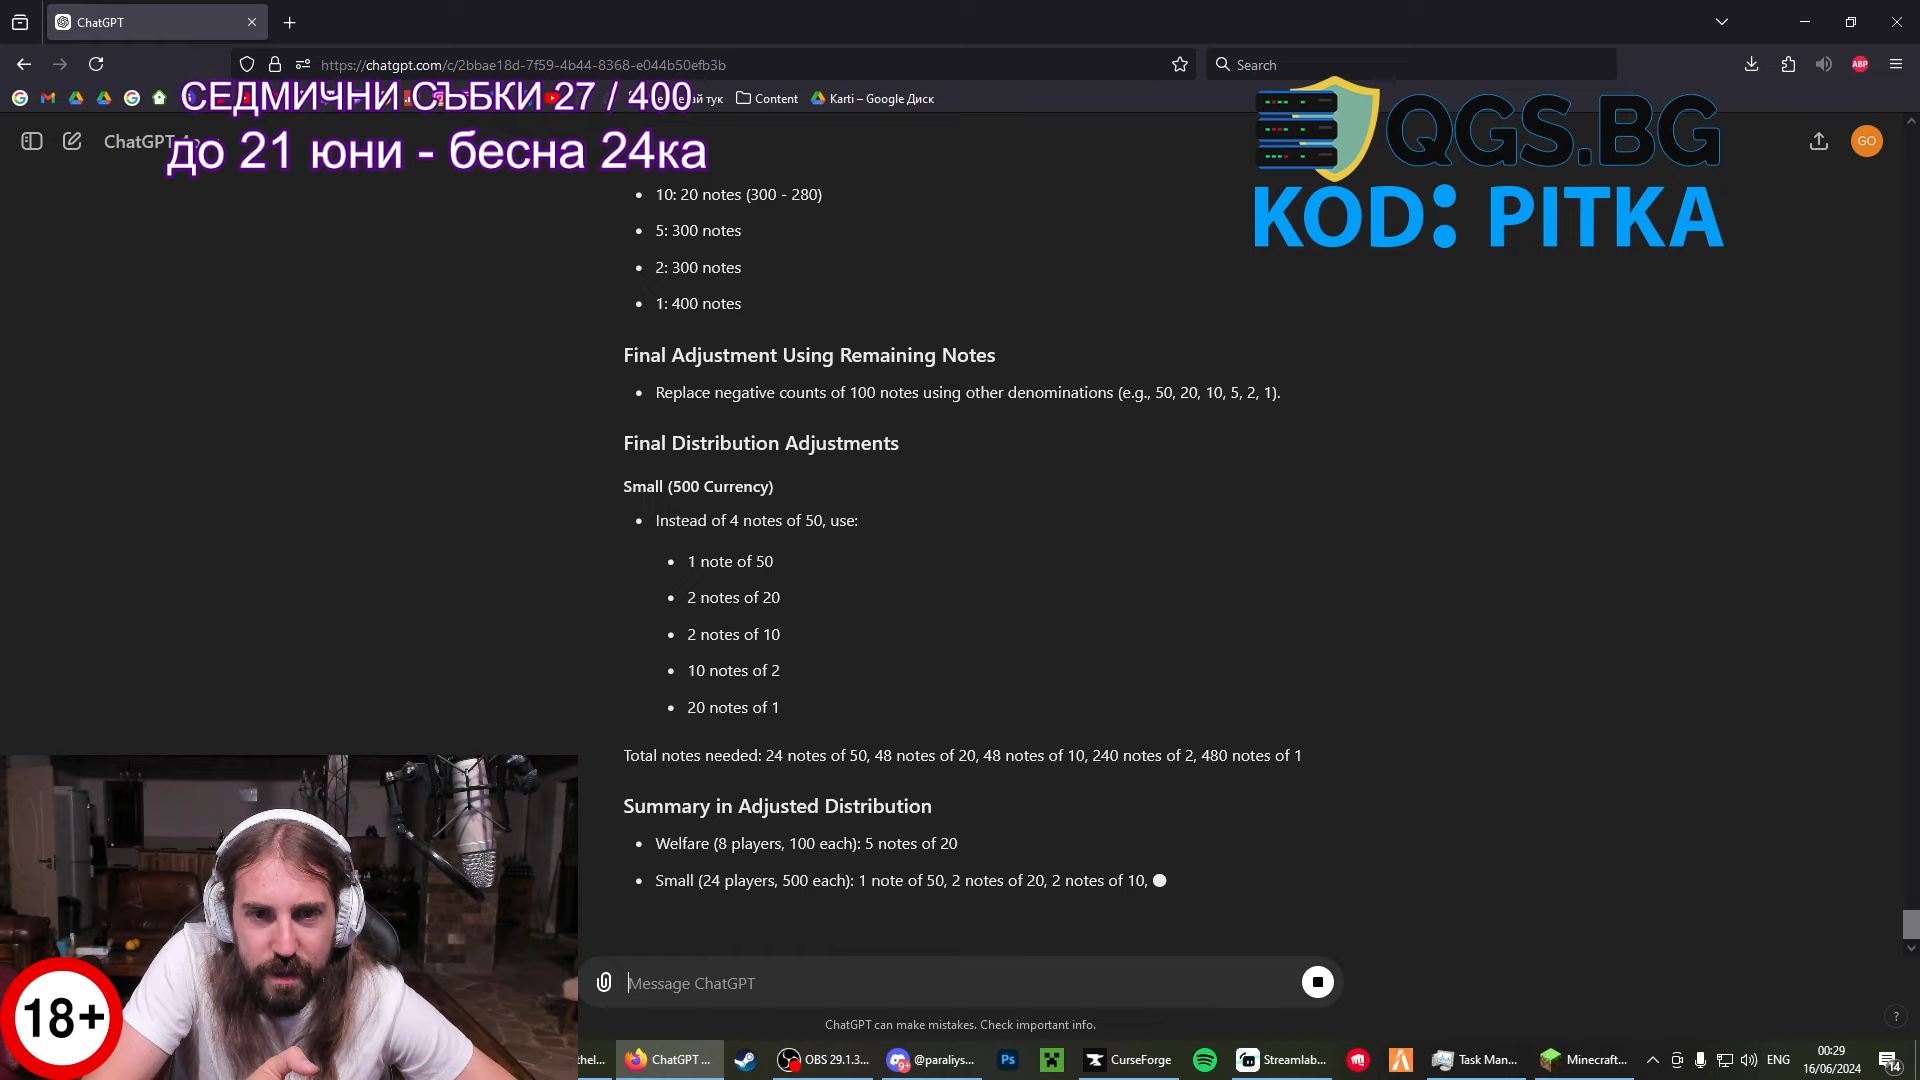 ChatGPT
https://chatgpt.com/c/2bbae18d-7f59-4b44-8368-e044b50efb3b
Search
СЕДМИЧНИ СЪБКИ 27 / 400
тук
Content
Karti – Google Диск
до 21 юни - бесна 24ка
ChatGPT
QGS.BG
KOD: PITKA
GO
ABP
10: 20 notes (300 - 280)
5: 300 notes
2: 300 notes
1: 400 notes
Final Adjustment Using Remaining Notes
Replace negative counts of 100 notes using other denominations (e.g., 50, 20, 10, 5, 2, 1).
Final Distribution Adjustments
Small (500 Currency)
Instead of 4 notes of 50, use:
1 note of 50
2 notes of 20
2 notes of 10
10 notes of 2
20 notes of 1
Total notes needed: 24 notes of 50, 48 notes of 20, 48 notes of 10, 240 notes of 2, 480 notes of 1
Summary in Adjusted Distribution
Welfare (8 players, 100 each): 5 notes of 20
Small (24 players, 500 each): 1 note of 50, 2 notes of 20, 2 notes of 10,
Message ChatGPT
ChatGPT can make mistakes. Check important info.
?
18+
thel...
ChatGPT ...
OBS 29.1.3...
9+
@paraliys...
Ps
CurseForge
Streamlab...
Task Man...
Minecraft...
ENG
00:29
16/06/2024
14